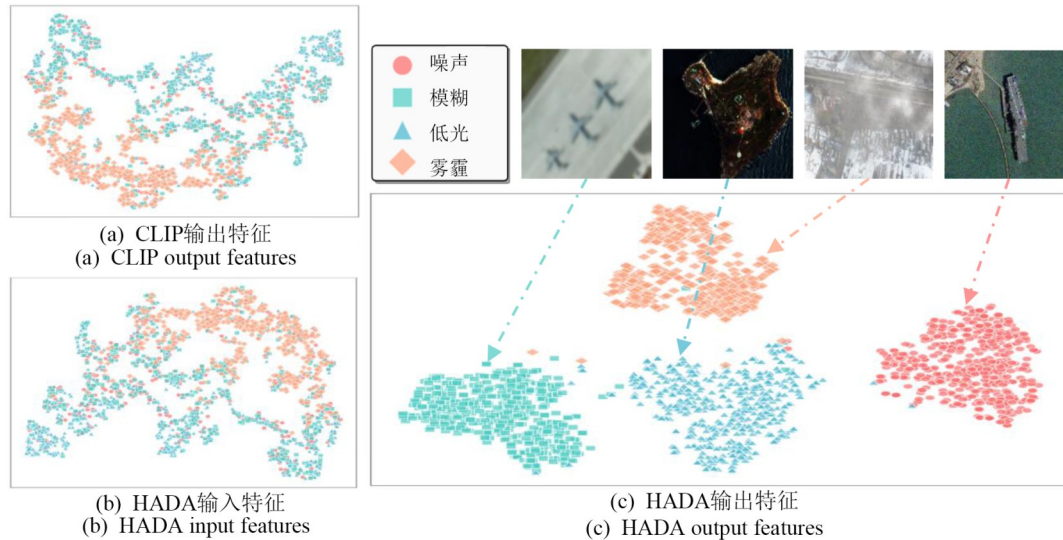 噪声
模糊
低光
雾霾
(a) CLIP输出特征
(a) CLIP output features
(b) HADA输入特征
(b) HADA input features
(c) HADA输出特征
(c) HADA output features